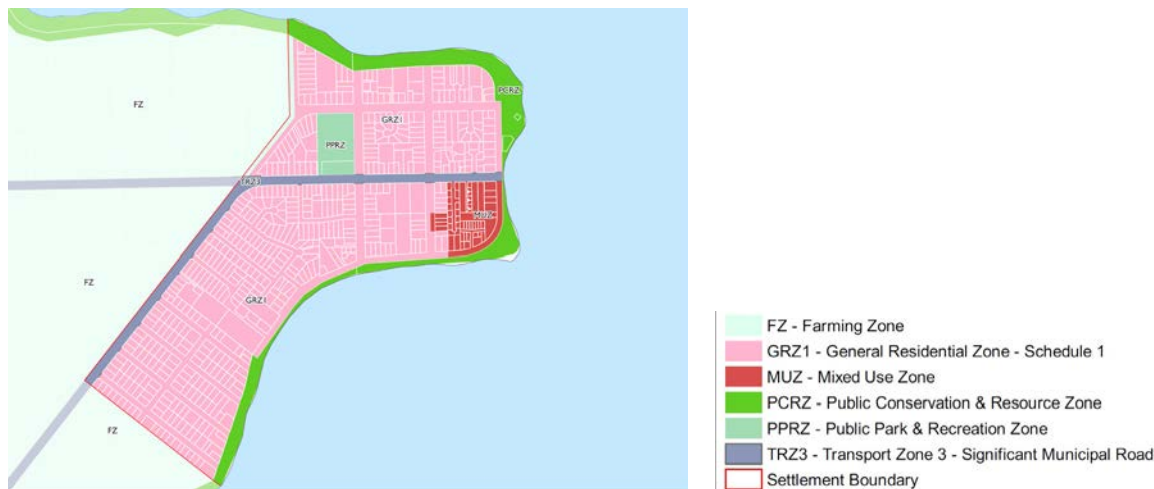 PCRZ
FZ
GRZ1
PPRZ
TRZ3
MUZ
FZ
GRZ1
FZ
FZ - Farming Zone
GRZ1 - General Residential Zone - Schedule 1
MUZ - Mixed Use Zone
PCRZ - Public Conservation & Resource Zone
PPRZ - Public Park & Recreation Zone
TRZ3 - Transport Zone 3 - Significant Municipal Road
Settlement Boundary